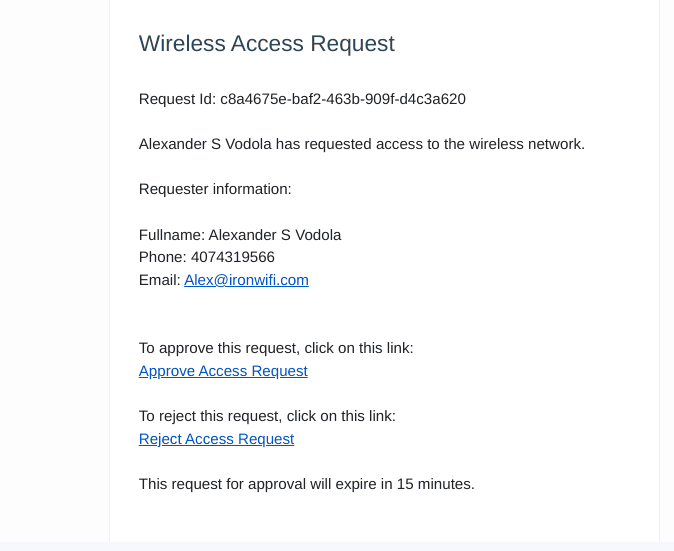 Wireless Access Request
Request Id: c8a4675e-baf2-463b-909f-d4c3a620
Alexander S Vodola has requested access to the wireless network.
Requester information:
Fullname: Alexander S Vodola
Phone: 4074319566
Email: Alex@ironwifi.com
To approve this request, click on this link:
Approve Access Request
To reject this request, click on this link:
Reject Access Request
This request for approval will expire in 15 minutes.